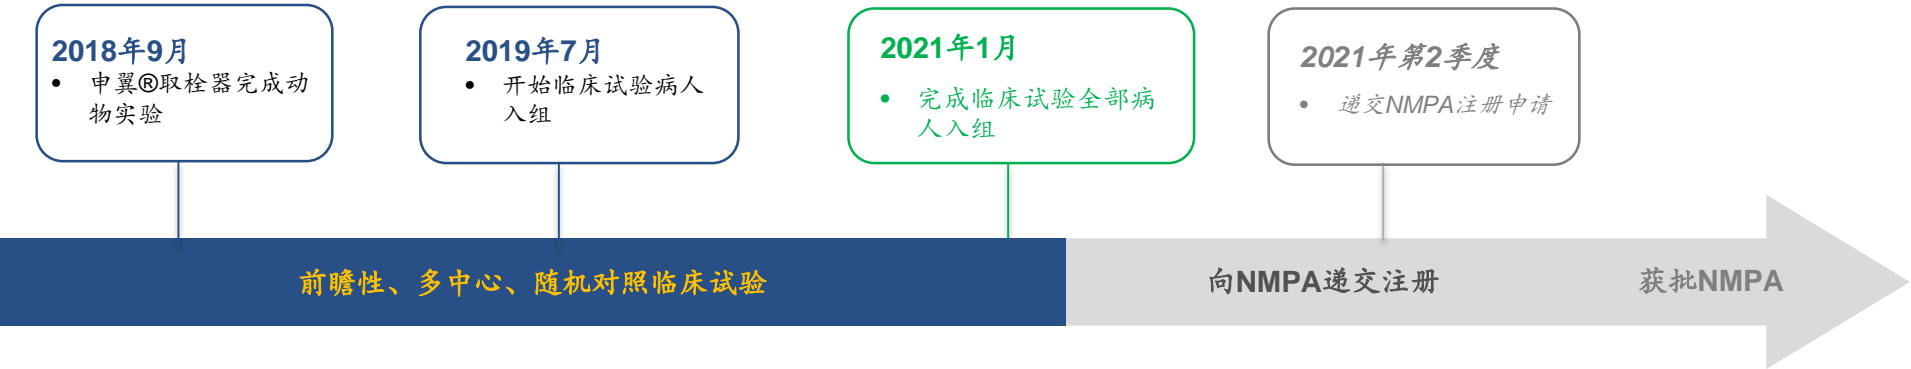 2018年9月
• 申翼®取栓器完成动
物实验
2019年7月
• 开始临床试验病人
入组
2021年1月
• 完成临床试验全部病
人入组
2021年第2季度
• 递交NMPA注册申请
前瞻性、多中心、随机对照临床试验
向NMPA递交注册
获批NMPA